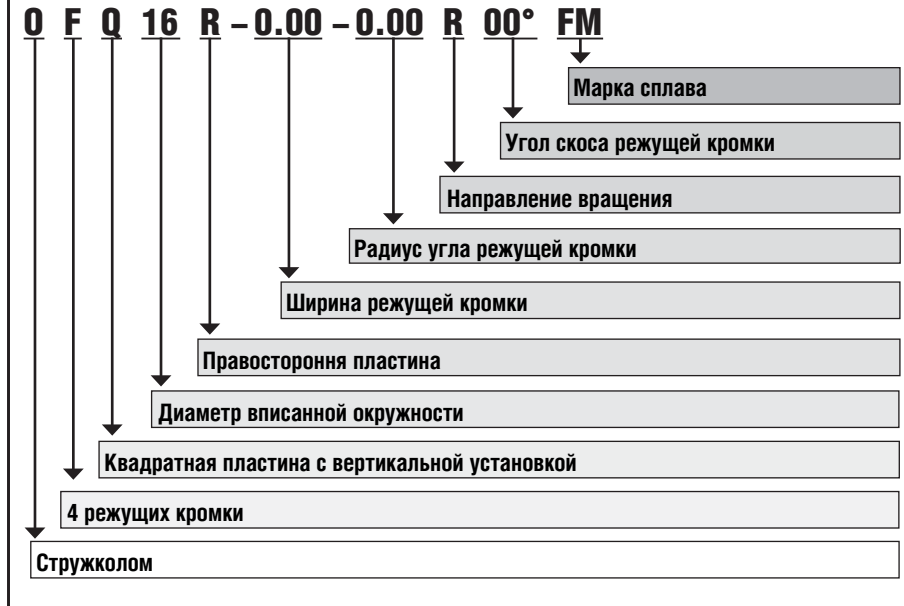 O F Q 16 R – 0.00 – 0.00 R 00° FM
Марка сплава
Угол скоса режущей кромки
Направление вращения
Радиус угла режущей кромки
Ширина режущей кромки
Правостороння пластина
Диаметр вписанной окружности
Квадратная пластина с вертикальной установкой
4 режущих кромки
Стружколом